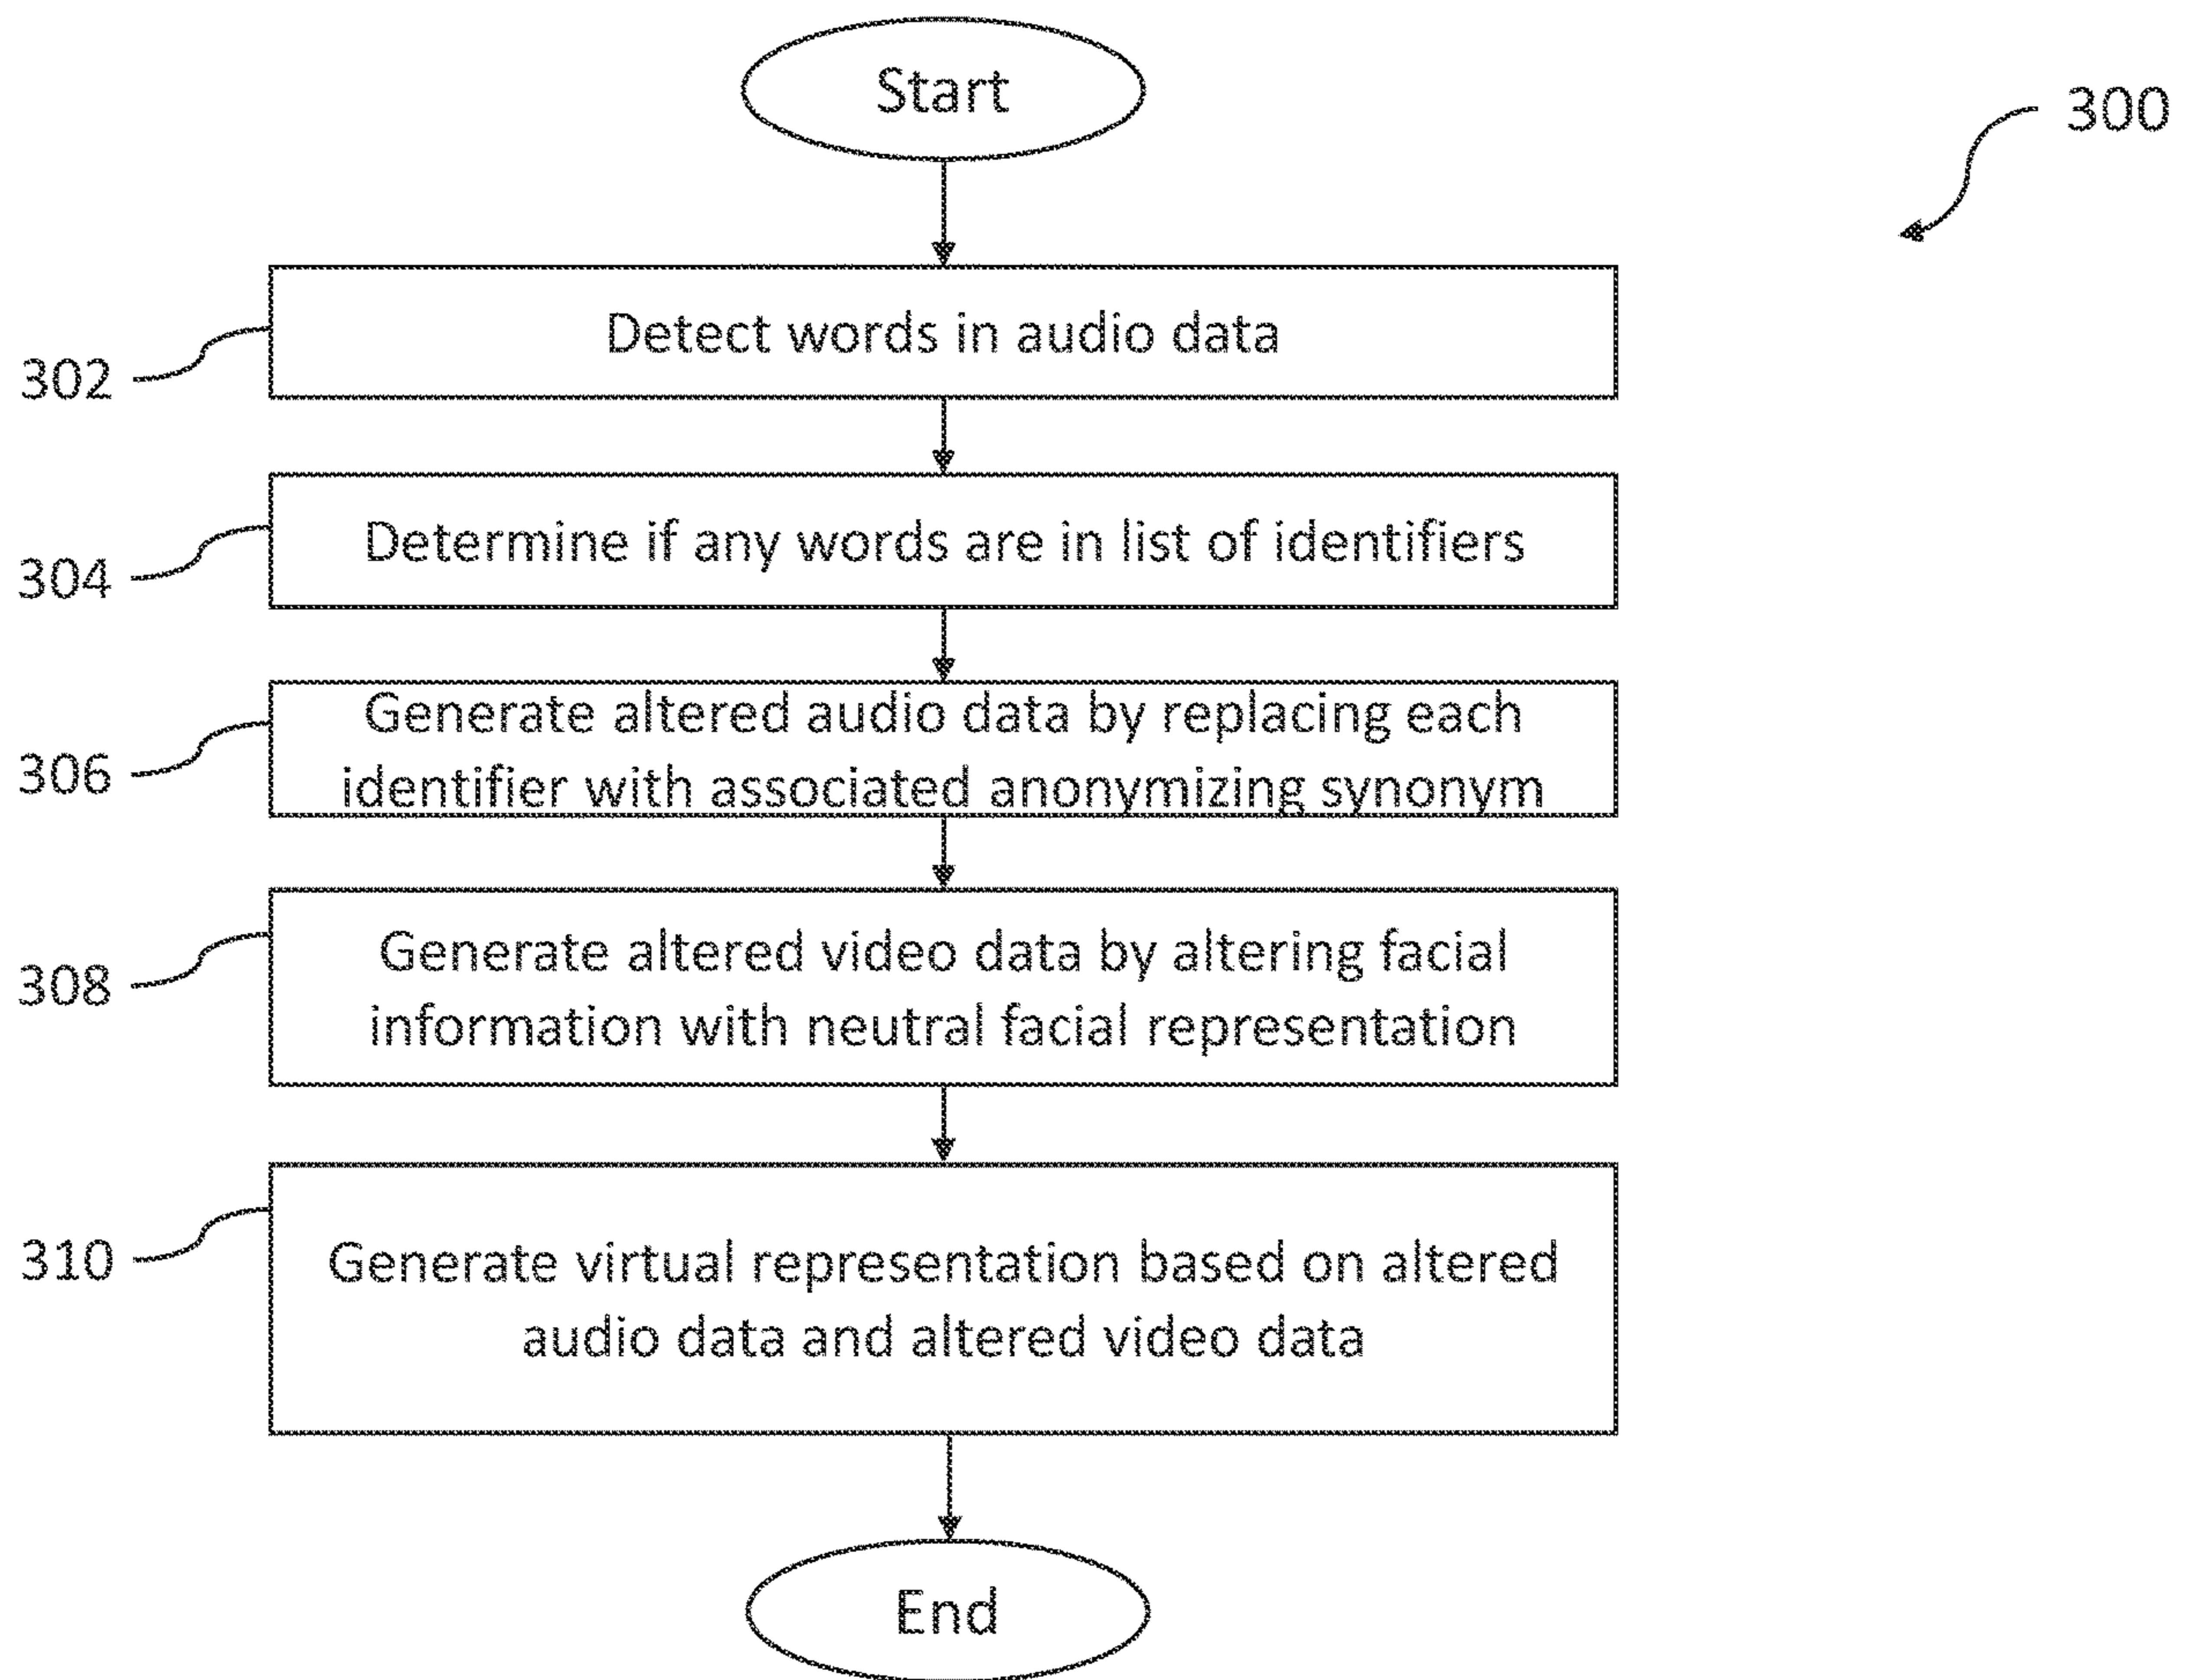 Start
300
Detect words in audio data
302
Determine if any words are in list of identifiers
304
Generate altered audio data by replacing each
identifier with associated anonymizing synonym
306
Generate altered video data by altering facial
information with neutral facial representation
308
Generate virtual representation based on altered
audio data and altered video data
310
End